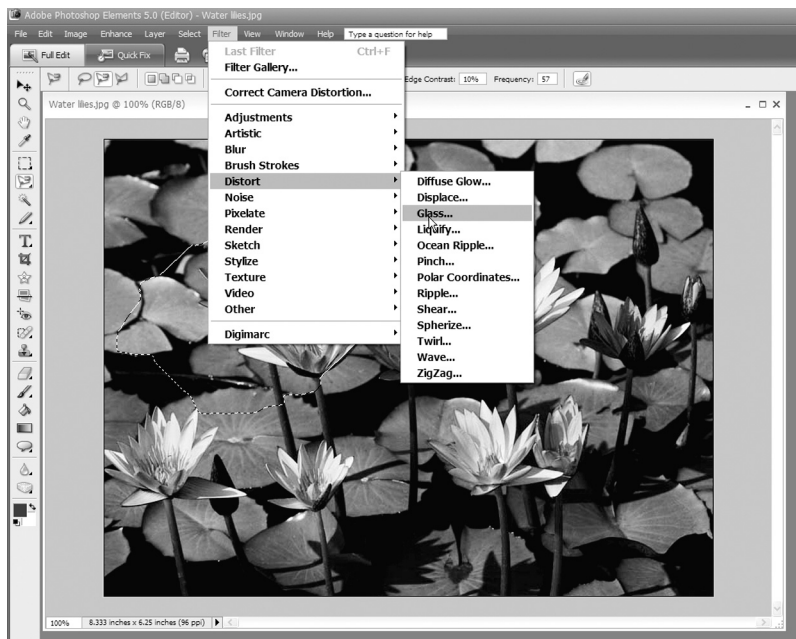 Adobe Photoshop Elements 5.0 (Editor) - Water lilies.jpg
File Edit Image Enhance Layer Select Filter View Window Help Type a question for help
Full Edit Quick Fix
Edge Contrast: 10% Frequency: 57
Water lilies.jpg @ 100% (RGB/8)
Last Filter Ctrl+F
Filter Gallery...
Correct Camera Distortion...
Adjustments
Artistic
Blur
Brush Strokes
Distort
Noise
Pixelate
Render
Sketch
Stylize
Texture
Video
Other
Digimarc
Diffuse Glow...
Displace...
Glass...
Liquify...
Ocean Ripple...
Pinch...
Polar Coordinates...
Ripple...
Shear...
Spherize...
Twirl...
Wave...
ZigZag...
T
100% 8.333 inches x 6.25 inches (96 ppi)